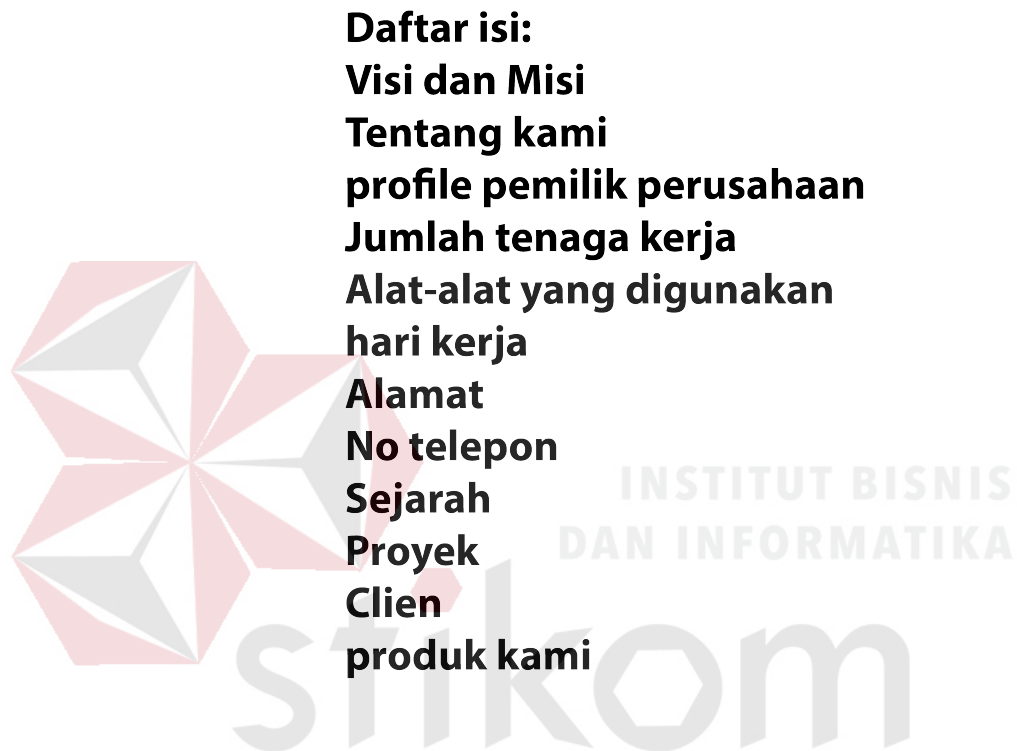 Daftar isi:
Visi dan Misi
Tentang kami
profile pemilik perusahaan
Jumlah tenaga kerja
Alat-alat yang digunakan
hari kerja
Alamat
No telepon
Sejarah
Proyek
Clien
produk kami
INSTITUT BISNIS
DAN INFORMATIKA
stikom